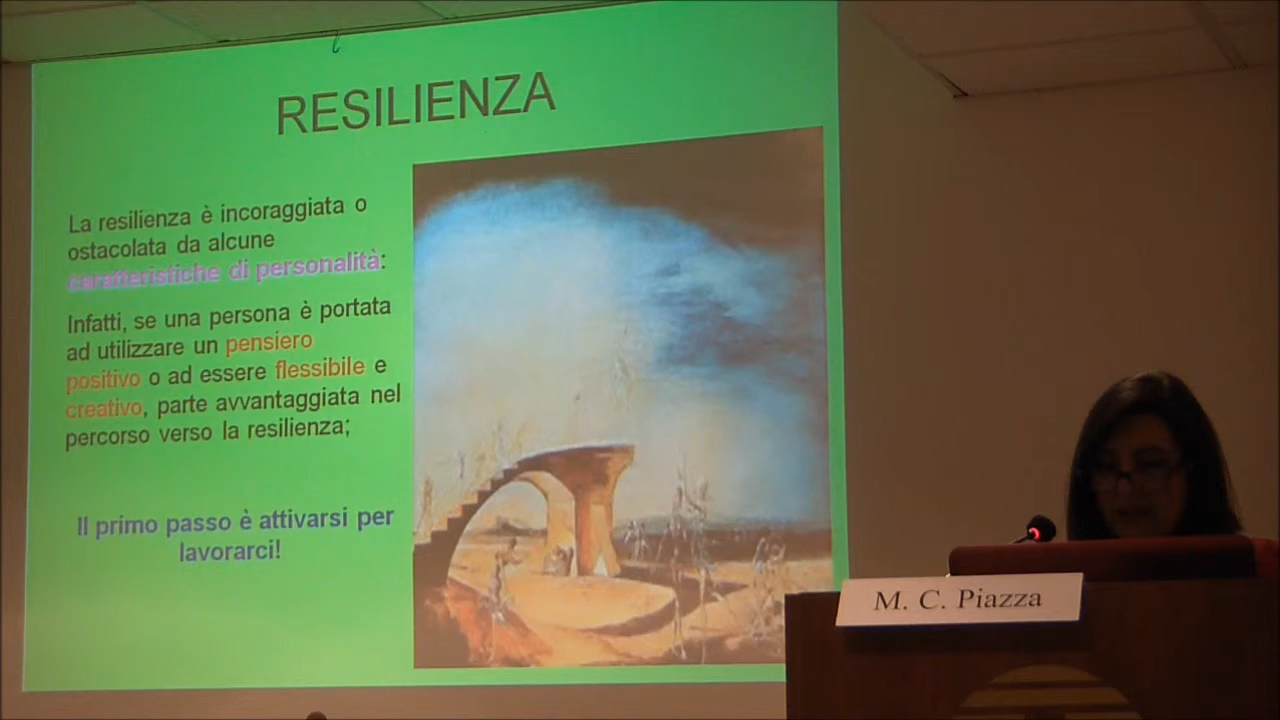 RESILIENZA
La resilienza è incoraggiata o
ostacolata da alcune
caratteristiche di personalità:
Infatti, se una persona è portata
ad utilizzare un pensiero
positivo o ad essere flessibile e
creativo, parte avvantaggiata nel
percorso verso la resilienza;
Il primo passo è attivarsi per
lavorarci!
M. C. Piazza